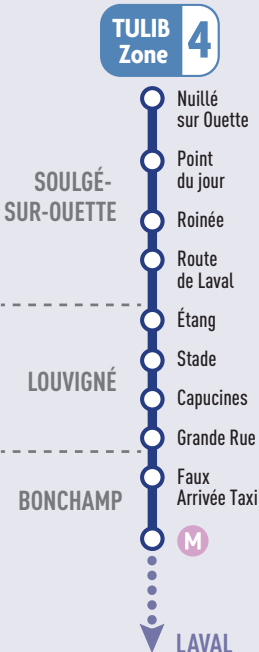 TULIB
Zone
4
Nuillé
sur Ouette
Point
du jour
SOULGÉ-
SUR-OUETTE
Roinée
Route
de Laval
Étang
Stade
LOUVIGNÉ
Capucines
Grande Rue
Faux
Arrivée Taxi
BONCHAMP
M
LAVAL